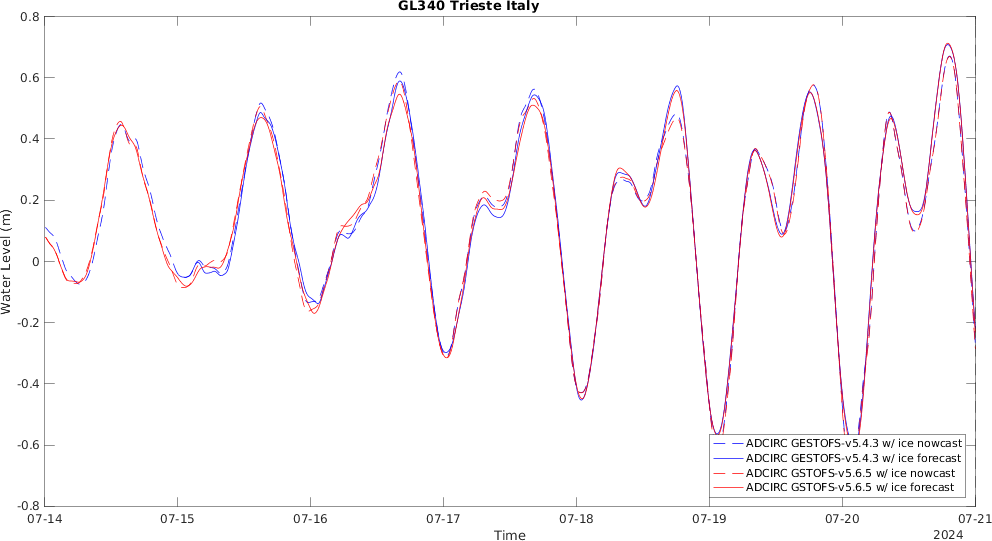 GL340 Trieste Italy
0.8
0.6
0.4
0.2
0
-0.2
-0.4
-0.6
-0.8
Water Level (m)
ADCIRC GESTOFS-v5.4.3 w/ ice nowcast
ADCIRC GESTOFS-v5.4.3 w/ ice forecast
ADCIRC GSTOFS-v5.6.5 w/ ice nowcast
ADCIRC GSTOFS-v5.6.5 w/ ice forecast
07-14 07-15 07-16 07-17 07-18 07-19 07-20 07-21
Time
2024